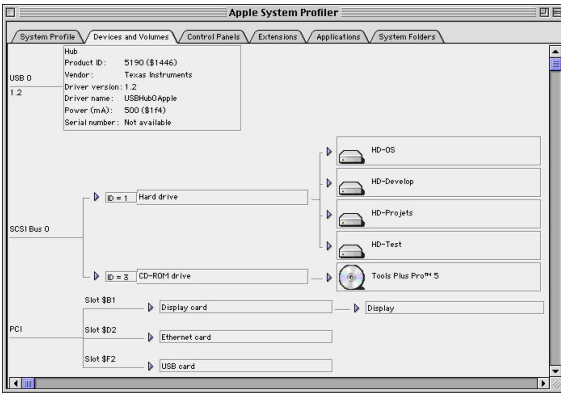 Apple System Profiler
System Profile
Devices and Volumes
Control Panels
Extensions
Applications
System Folders
USB 0
1.2
Hub
Product ID: 5190 ($1446)
Vendor: Texas Instruments
Driver version: 1.2
Driver name: USBHub0Apple
Power (mA): 500 ($1f4)
Serial number: Not available
SCSI Bus 0
ID = 1 Hard drive
HD-OS
HD-Develop
HD-Projets
HD-Test
ID = 3 CD-ROM drive
Tools Plus Pro™ 5
PCI
Slot $B1
Display card
Display
Slot $D2
Ethernet card
Slot $F2
USB card